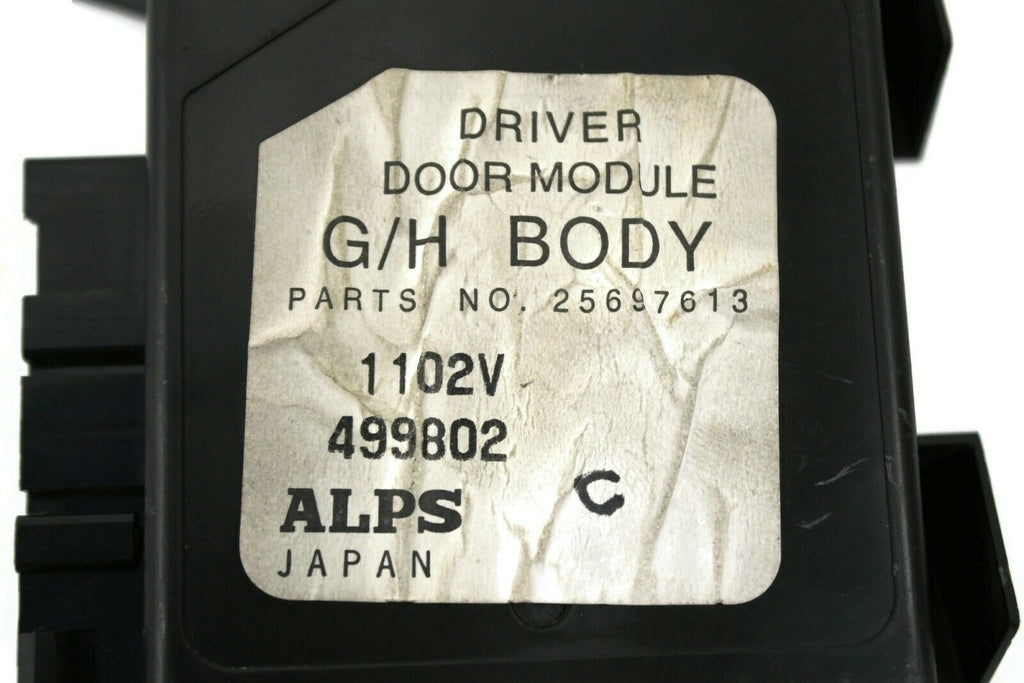 DRIVER
DOOR MODULE
G/H BODY
PARTS NO. 25697613
1102V
499802
ALPS
C
JAPAN